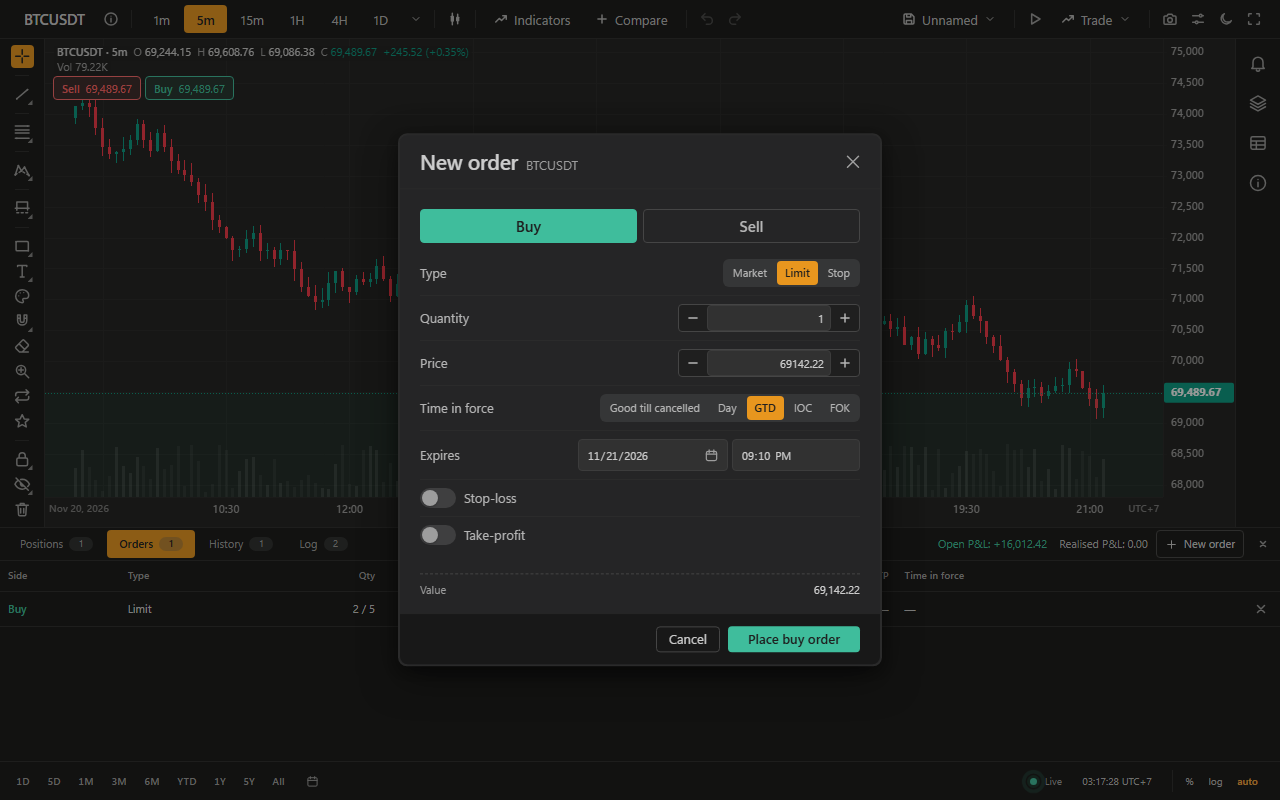 BTCUSDT 1m 5m 15m 1H 4H 1D Indicators Compare Unnamed Trade
BTCUSDT · 5m O 69,244.15 H 69,608.76 L 69,086.38 C 69,489.67 +245.52 (+0.35%)
Vol 79.22K
Sell 69,489.67 Buy 69,489.67
75,000
74,500
74,000
73,500
73,000
72,500
72,000
71,500
71,000
70,500
70,000
69,489.67
69,000
68,500
68,000
Nov 20, 2026 10:30 12:00 19:30 21:00 UTC+7
New order BTCUSDT
Buy Sell
Type Market Limit Stop
Quantity 1
Price 69142.22
Time in force Good till cancelled Day GTD IOC FOK
Expires 11/21/2026 09:10 PM
Stop-loss
Take-profit
Value 69,142.22
Cancel Place buy order
Positions 1 Orders 1 History 1 Log 2 Open P&L: +16,012.42 Realised P&L: 0.00 New order
Side Type Qty Time in force
Buy Limit 2 / 5 — —
1D 5D 1M 3M 6M YTD 1Y 5Y All Live 03:17:28 UTC+7 % log auto